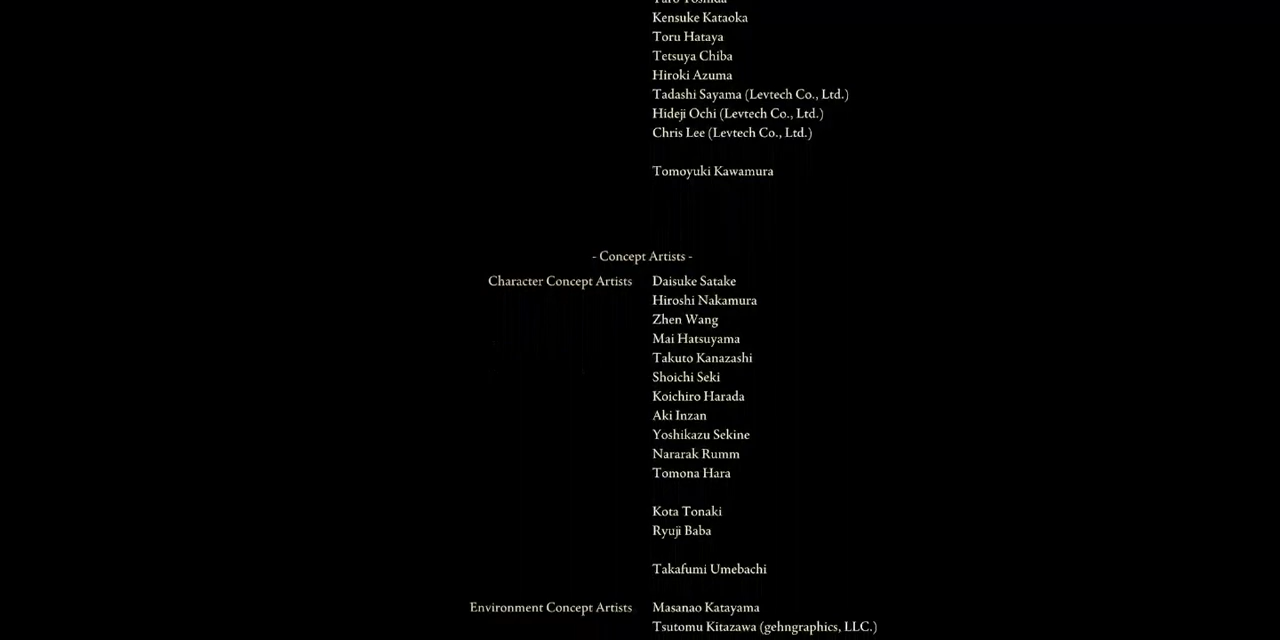 Taro Yoshida
Kensuke Kataoka
Toru Hataya
Tetsuya Chiba
Hiroki Azuma
Tadashi Sayama (Levtech Co., Ltd.)
Hideji Ochi (Levtech Co., Ltd.)
Chris Lee (Levtech Co., Ltd.)
Tomoyuki Kawamura
- Concept Artists -
Character Concept Artists Daisuke Satake
Hiroshi Nakamura
Zhen Wang
Mai Hatsuyama
Takuto Kanazashi
Shoichi Seki
Koichiro Harada
Aki Inzan
Yoshikazu Sekine
Nararak Rumm
Tomona Hara
Kota Tonaki
Ryuji Baba
Takafumi Umebachi
Environment Concept Artists Masanao Katayama
Tsutomu Kitazawa (gehngraphics, LLC.)